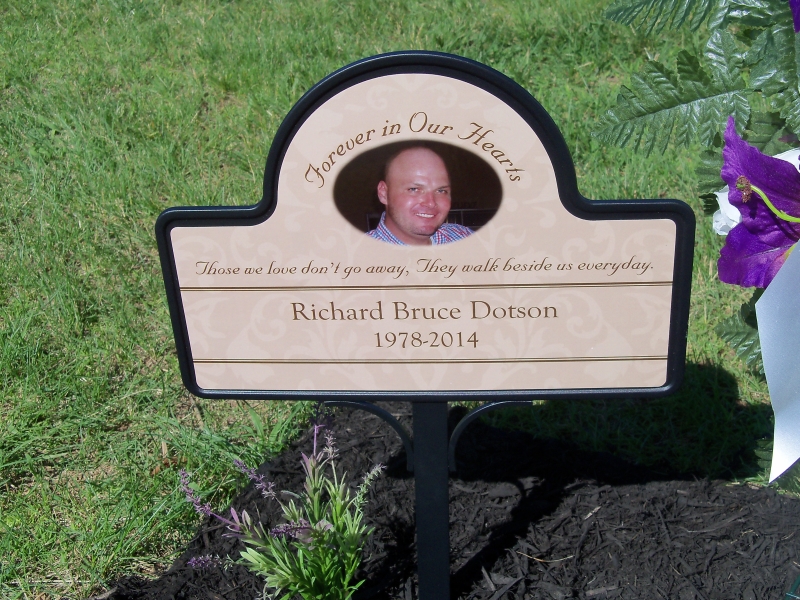 Forever in Our Hearts
Those we love don't go away, They walk beside us everyday.
Richard Bruce Dotson
1978-2014